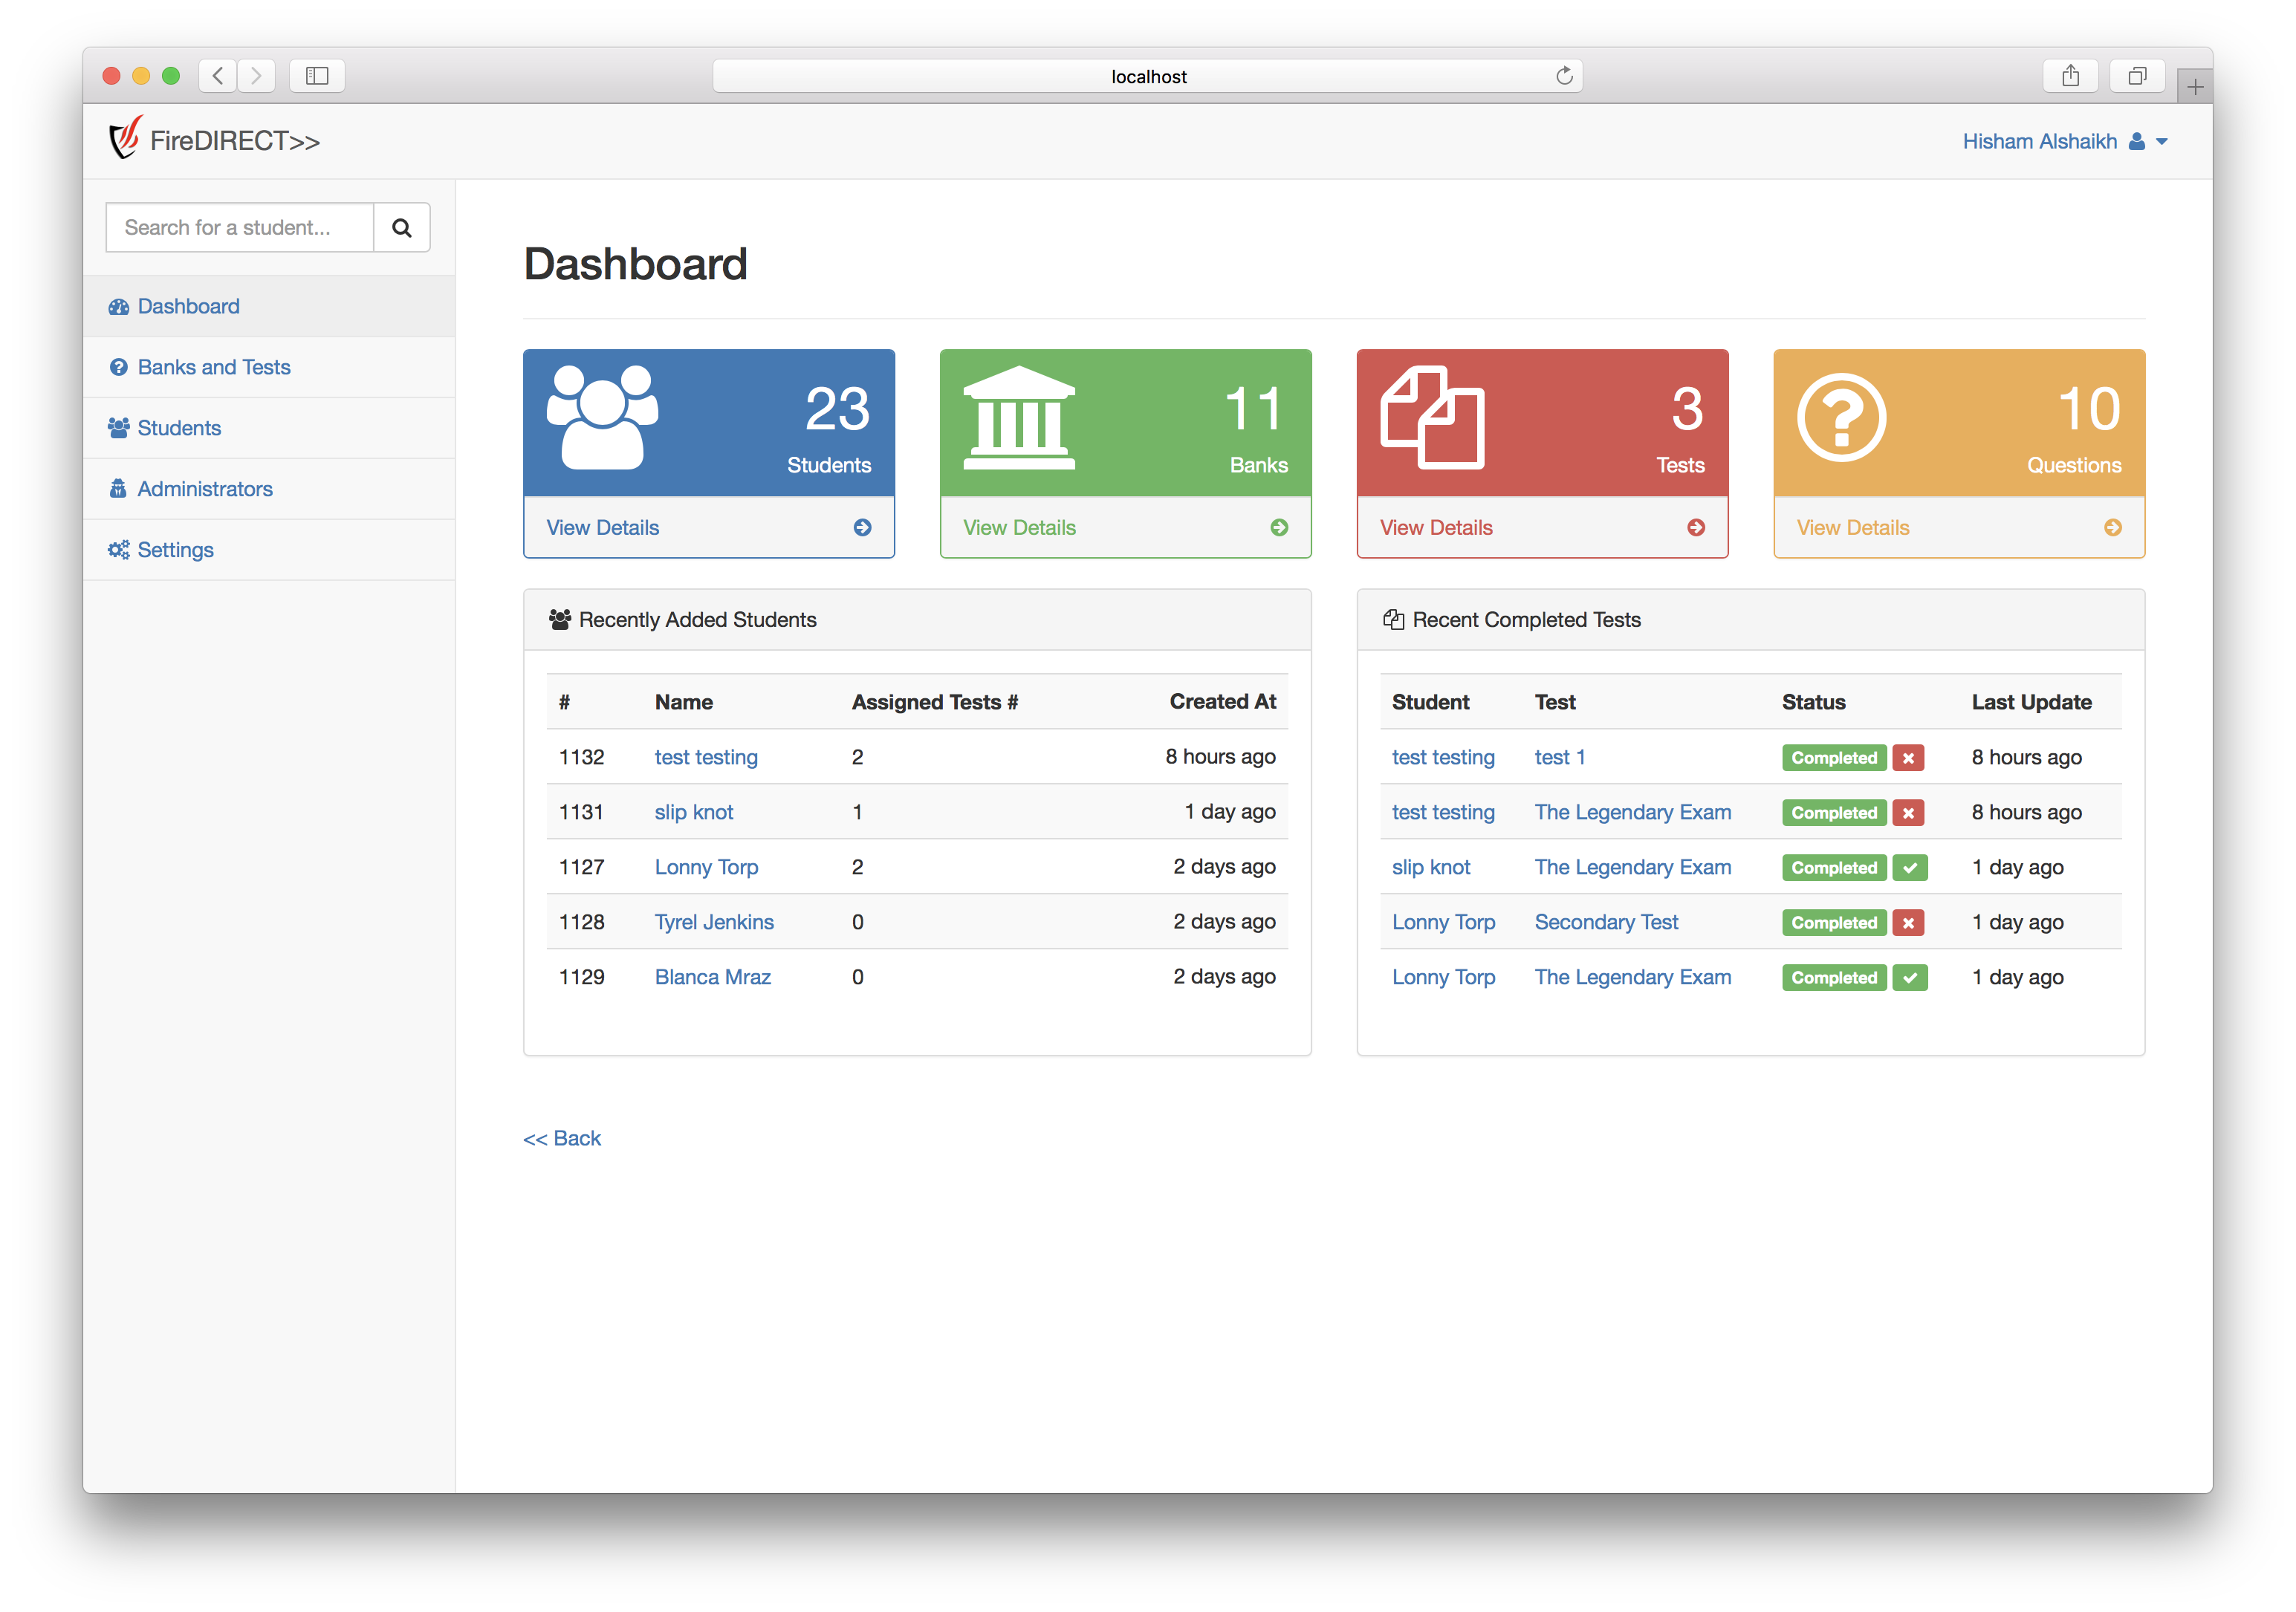 localhost
FireDIRECT>>
Hisham Alshaikh
Search for a student...
Dashboard
Banks and Tests
Students
Administrators
Settings
Dashboard
23
Students
View Details
11
Banks
View Details
3
Tests
View Details
10
Questions
View Details
Recently Added Students
# Name Assigned Tests # Created At
1132 test testing 2 8 hours ago
1131 slip knot 1 1 day ago
1127 Lonny Torp 2 2 days ago
1128 Tyrel Jenkins 0 2 days ago
1129 Blanca Mraz 0 2 days ago
Recent Completed Tests
Student Test Status Last Update
test testing test 1 Completed 8 hours ago
test testing The Legendary Exam Completed 8 hours ago
slip knot The Legendary Exam Completed 1 day ago
Lonny Torp Secondary Test Completed 1 day ago
Lonny Torp The Legendary Exam Completed 1 day ago
<< Back